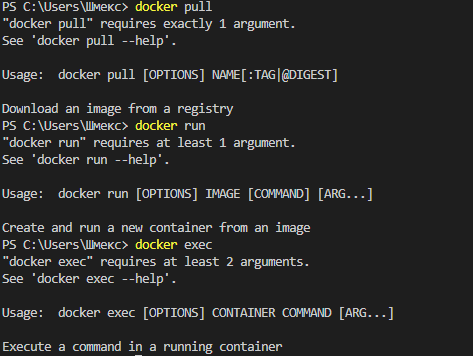 PS C:\Users\Шмекс> docker pull
"docker pull" requires exactly 1 argument.
See 'docker pull --help'.
Usage:  docker pull [OPTIONS] NAME[:TAG|@DIGEST]
Download an image from a registry
PS C:\Users\Шмекс> docker run
"docker run" requires at least 1 argument.
See 'docker run --help'.
Usage:  docker run [OPTIONS] IMAGE [COMMAND] [ARG...]
Create and run a new container from an image
PS C:\Users\Шмекс> docker exec
"docker exec" requires at least 2 arguments.
See 'docker exec --help'.
Usage:  docker exec [OPTIONS] CONTAINER COMMAND [ARG...]
Execute a command in a running container